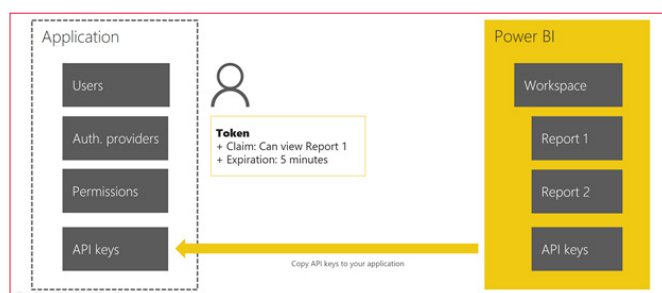 Application
Users
Auth. providers
Permissions
API keys
Token
+ Claim: Can view Report 1
+ Expiration: 5 minutes
Copy API keys to your application
Power BI
Workspace
Report 1
Report 2
API keys